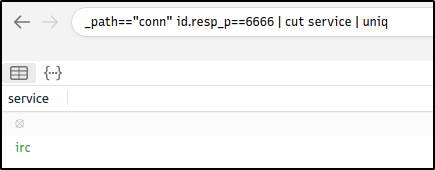 _path=="conn" id.resp_p==6666 | cut service | uniq
{···}
service
irc